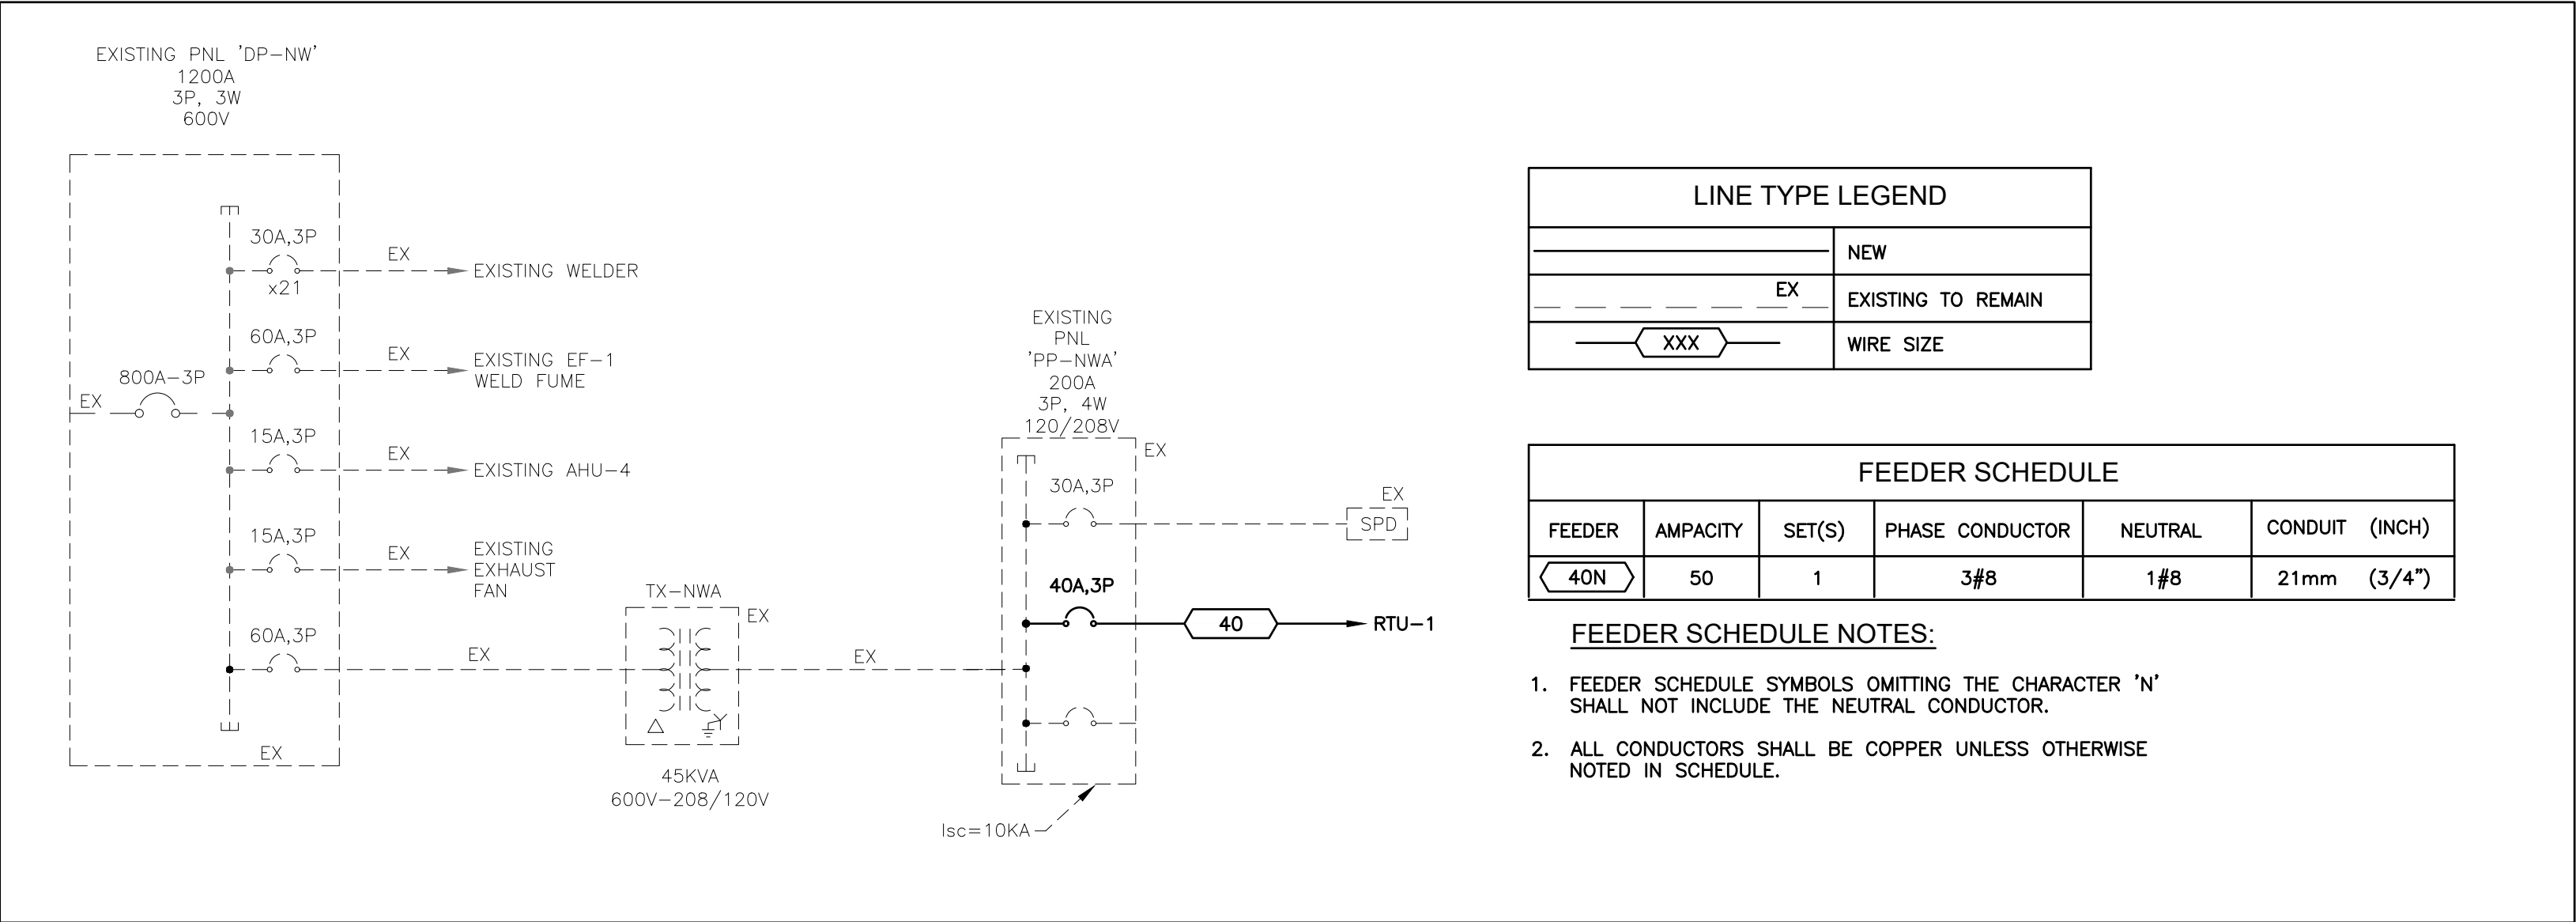 EXISTING PNL 'DP-NW'
1200A
3P, 3W
600V
30A,3P
x21
EX
EXISTING WELDER
60A,3P
EX
EXISTING EF-1
WELD FUME
800A-3P
EX
15A,3P
EX
EXISTING AHU-4
15A,3P
EX
EXISTING
EXHAUST
FAN
60A,3P
EX
EX
TX-NWA
EX
45KVA
600V-208/120V
EX
EXISTING
PNL
'PP-NWA'
200A
3P, 4W
120/208V
EX
30A,3P
EX
SPD
40A,3P
40
RTU-1
Isc=10KA
LINE TYPE LEGEND
NEW
EX
EXISTING TO REMAIN
XXX
WIRE SIZE
FEEDER SCHEDULE
FEEDER AMPACITY SET(S) PHASE CONDUCTOR NEUTRAL CONDUIT (INCH)
40N 50 1 3#8 1#8 21mm (3/4")
FEEDER SCHEDULE NOTES:
1. FEEDER SCHEDULE SYMBOLS OMITTING THE CHARACTER 'N'
SHALL NOT INCLUDE THE NEUTRAL CONDUCTOR.
2. ALL CONDUCTORS SHALL BE COPPER UNLESS OTHERWISE
NOTED IN SCHEDULE.